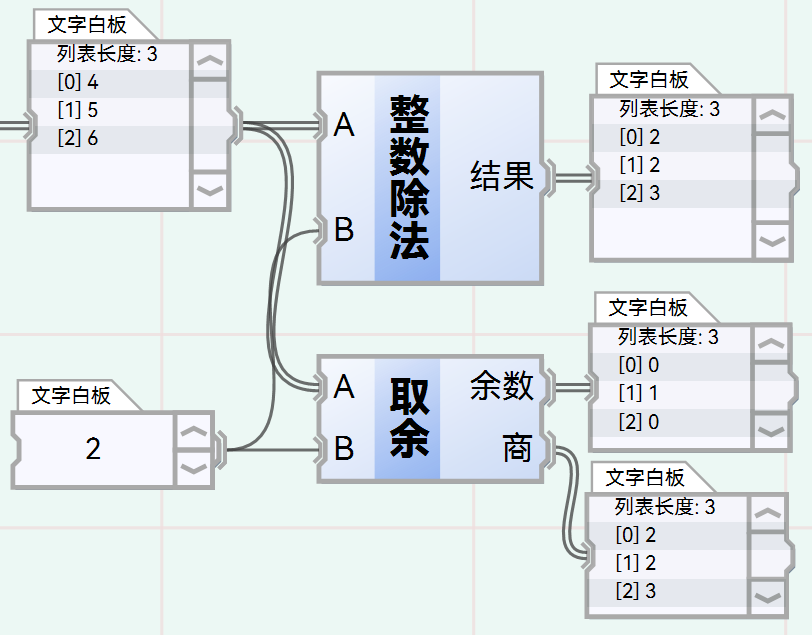 文字白板
列表长度: 3
[0] 4
[1] 5
[2] 6
A
B
整数除法
结果
文字白板
列表长度: 3
[0] 2
[1] 2
[2] 3
文字白板
2
A
B
取余
余数
商
文字白板
列表长度: 3
[0] 0
[1] 1
[2] 0
文字白板
列表长度: 3
[0] 2
[1] 2
[2] 3